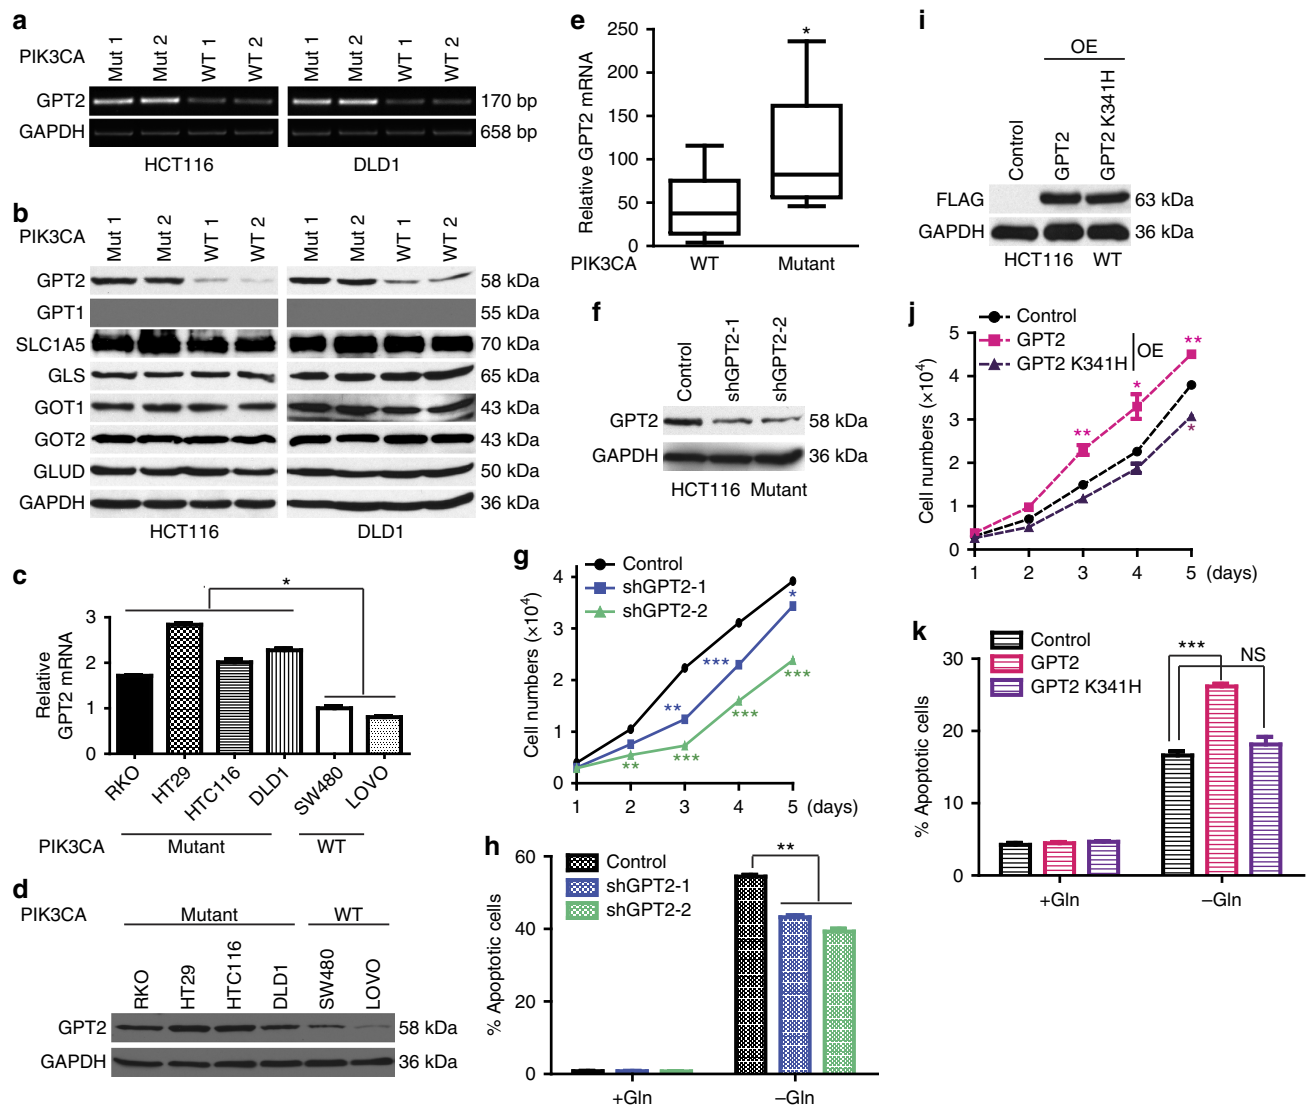 a
PIK3CA
Mut 1 Mut 2 WT 1 WT 2 Mut 1 Mut 2 WT 1 WT 2
GPT2 170 bp
GAPDH 658 bp
HCT116 DLD1
b
PIK3CA
Mut 1 Mut 2 WT 1 WT 2 Mut 1 Mut 2 WT 1 WT 2
GPT2 58 kDa
GPT1 55 kDa
SLC1A5 70 kDa
GLS 65 kDa
GOT1 43 kDa
GOT2 43 kDa
GLUD 50 kDa
GAPDH 36 kDa
HCT116 DLD1
c
*
Relative
GPT2 mRNA
3
2
1
0
RKO HT29 HTC116 DLD1 SW480 LOVO
PIK3CA Mutant WT
d
PIK3CA Mutant WT
RKO HT29 HTC116 DLD1 SW480 LOVO
GPT2 58 kDa
GAPDH 36 kDa
e
Relative GPT2 mRNA
250
200
150
100
50
0
*
PIK3CA WT Mutant
f
Control shGPT2-1 shGPT2-2
GPT2 58 kDa
GAPDH 36 kDa
HCT116 Mutant
g
Control
shGPT2-1
shGPT2-2
Cell numbers (×10⁴)
4
3
2
1
0
** ** *** *** *** * ***
1 2 3 4 5 (days)
h
Control
shGPT2-1
shGPT2-2
**
% Apoptotic cells
60
40
20
0
+Gln –Gln
i
OE
Control GPT2 GPT2 K341H
FLAG 63 kDa
GAPDH 36 kDa
HCT116 WT
j
Control
GPT2
GPT2 K341H
OE
Cell numbers (×10⁴)
5
4
3
2
1
0
** * ** *
1 2 3 4 5 (days)
k
Control
GPT2
GPT2 K341H
*** NS
% Apoptotic cells
30
20
10
0
+Gln –Gln